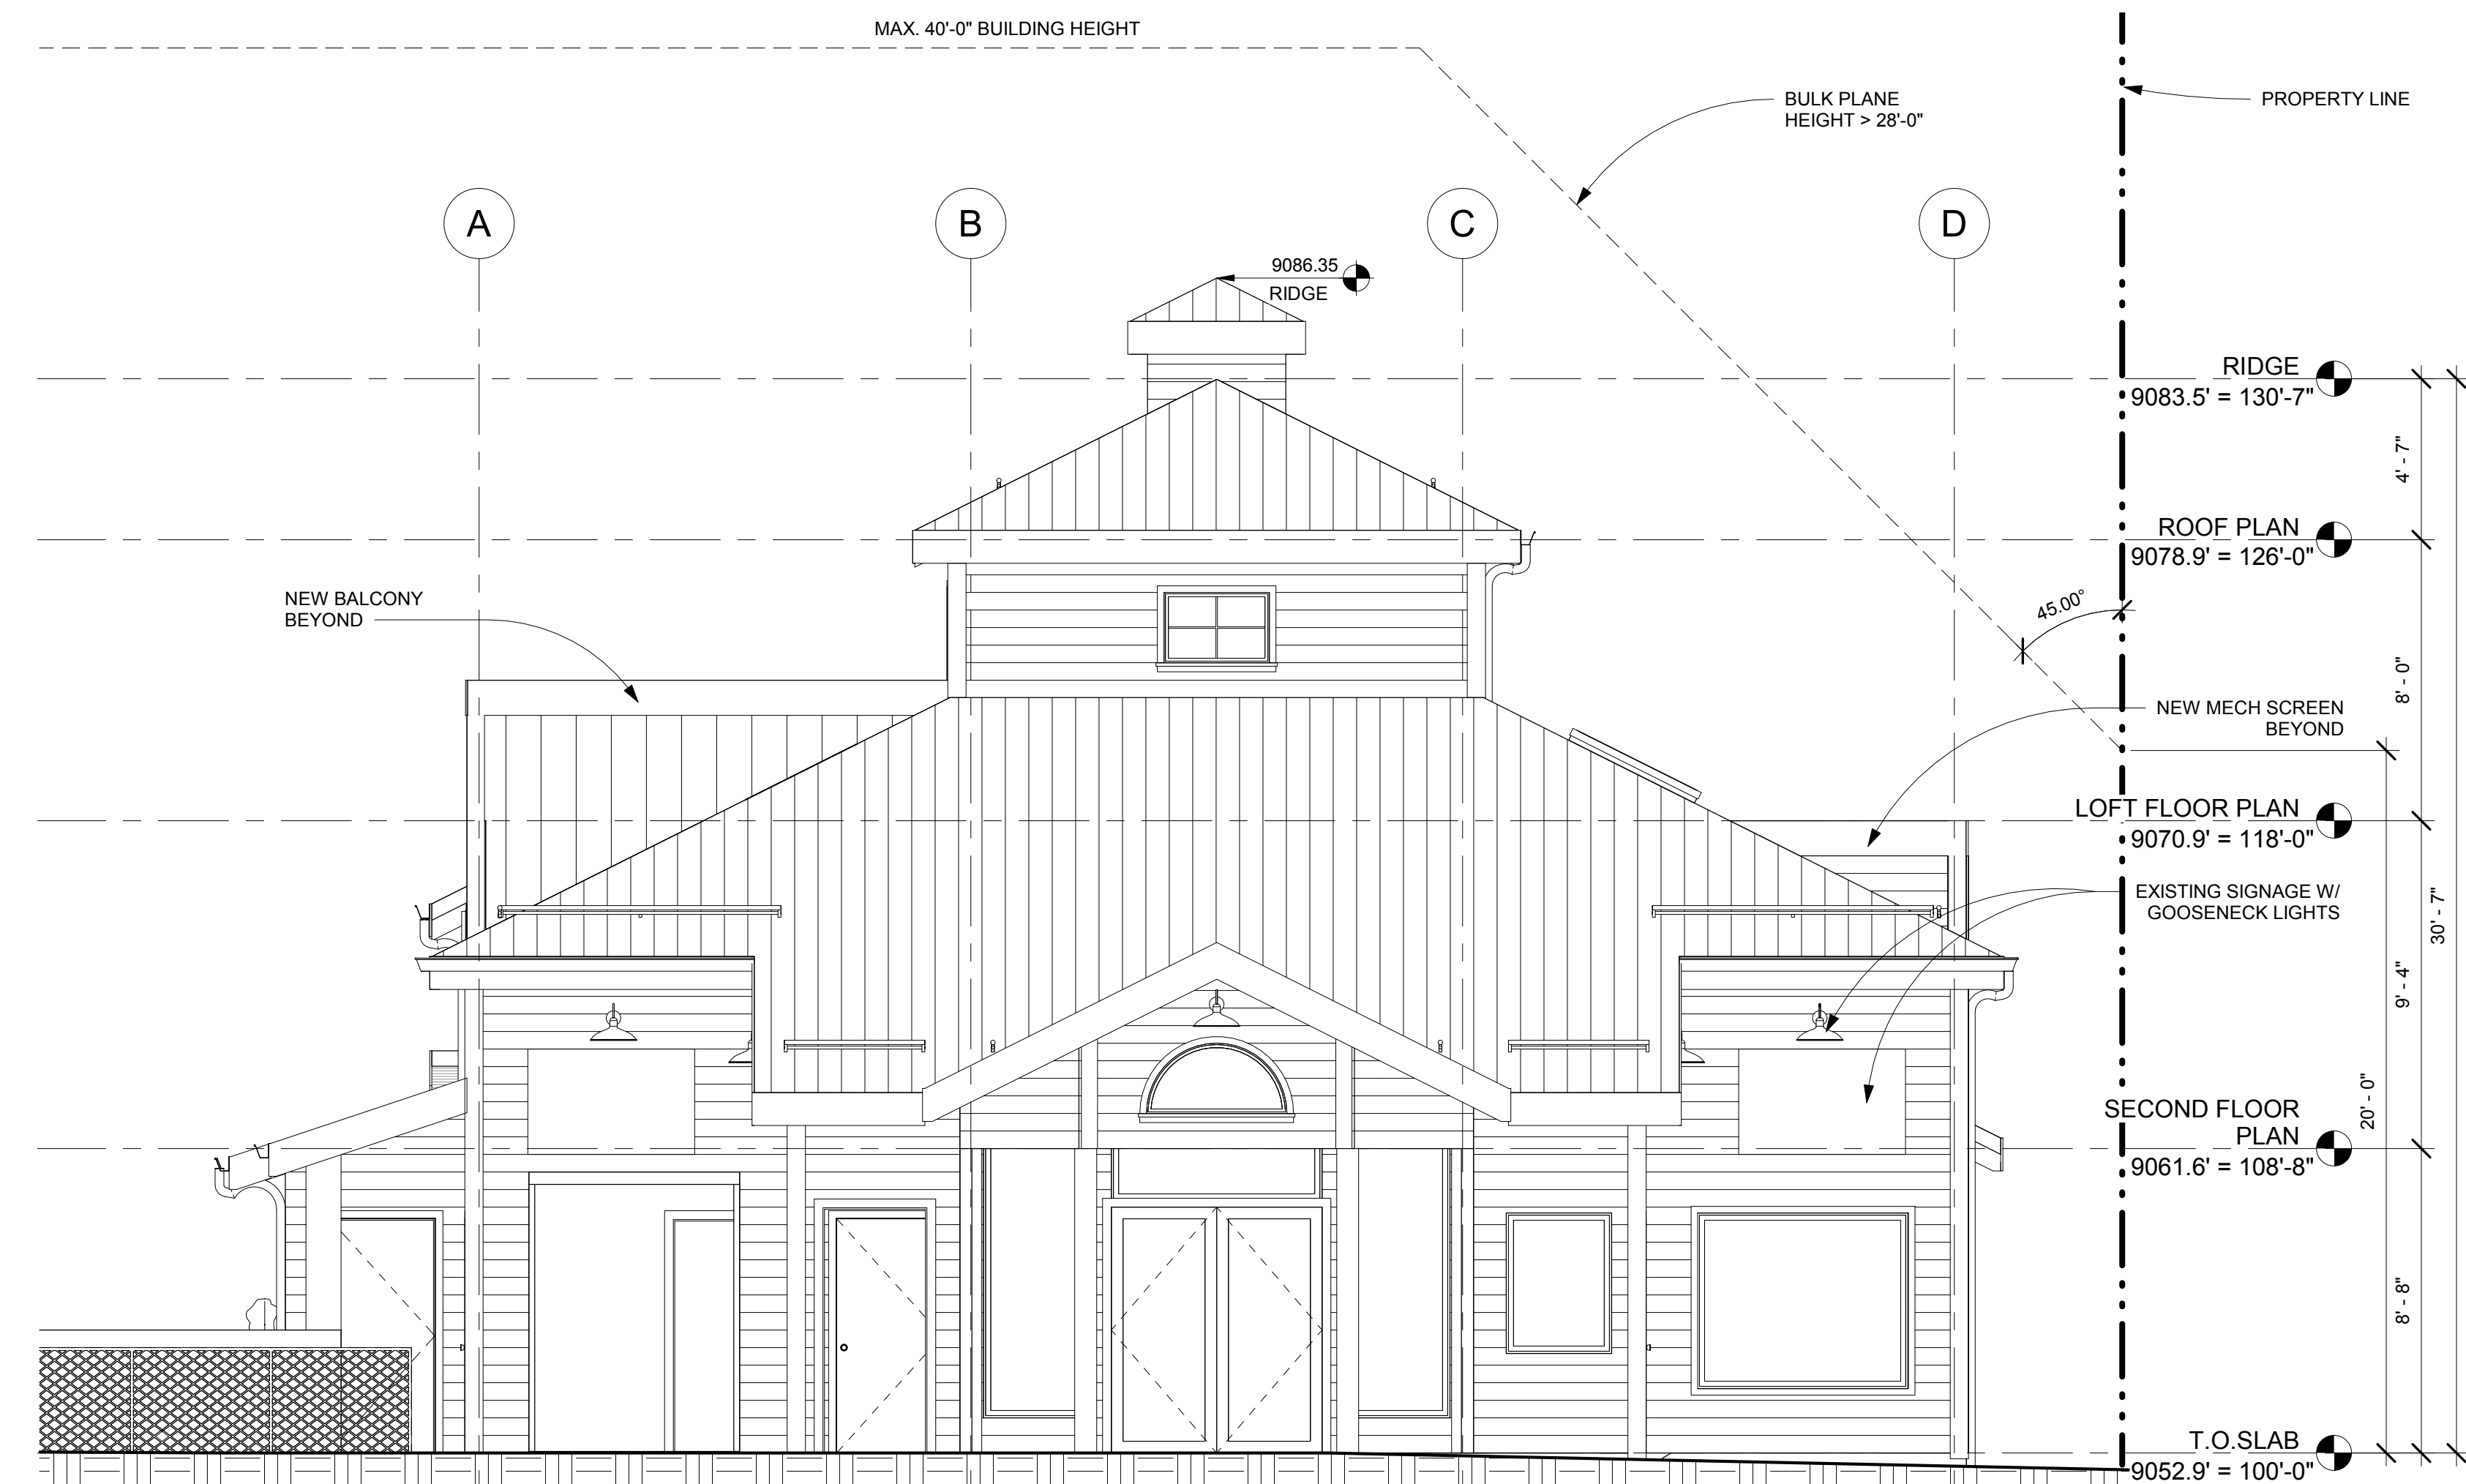 MAX. 40'-0" BUILDING HEIGHT
BULK PLANE
HEIGHT > 28'-0"
PROPERTY LINE
A
B
C
D
9086.35
RIDGE
RIDGE
9083.5' = 130'-7"
4' - 7"
ROOF PLAN
9078.9' = 126'-0"
NEW BALCONY
BEYOND
45.00°
8' - 0"
NEW MECH SCREEN
BEYOND
LOFT FLOOR PLAN
9070.9' = 118'-0"
EXISTING SIGNAGE W/
GOOSENECK LIGHTS
30' - 7"
9' - 4"
20' - 0"
SECOND FLOOR
PLAN
9061.6' = 108'-8"
8' - 8"
T.O.SLAB
9052.9' = 100'-0"